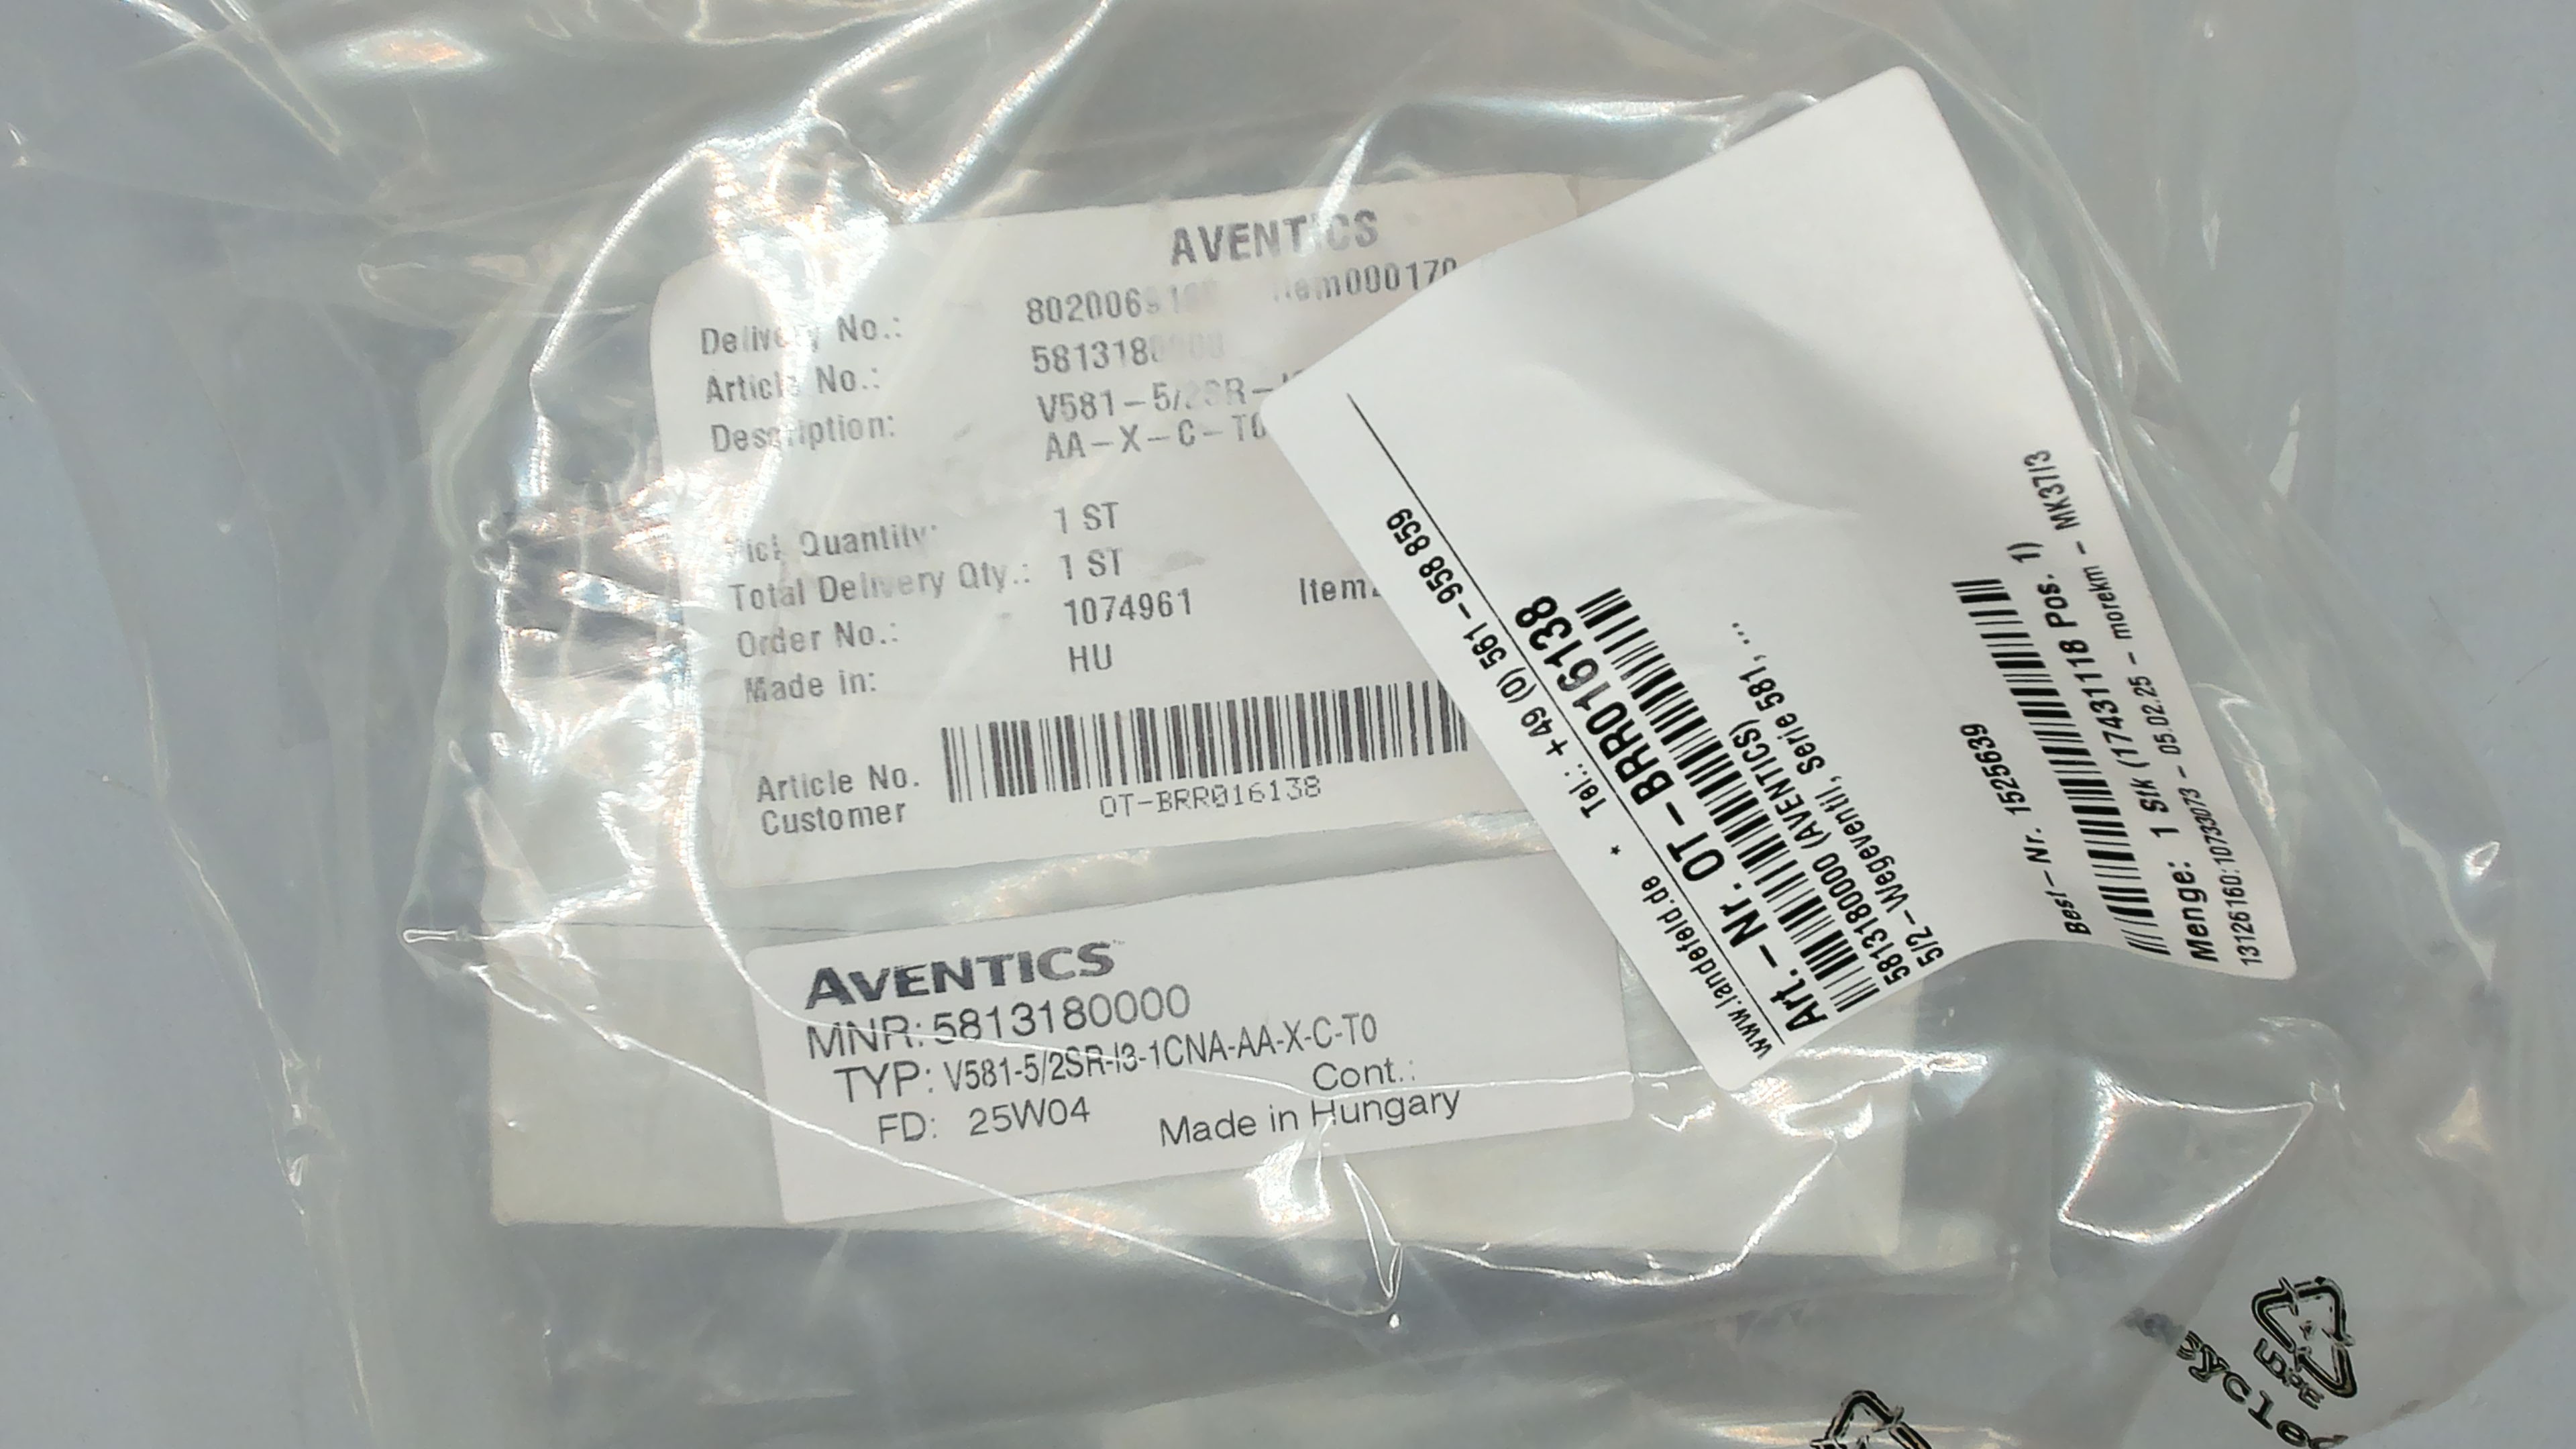 AVENTICS
Delivery No.: 8020069 Item000170
Article No.: 5813180
Description: V581-5/2SR-
AA-X-C-T0
Quantity: 1 ST
Total Delivery Qty.: 1 ST
Order No.: 1074961 Item
Made in: HU
Article No.
Customer
OT-BRR016138
AVENTICS
MNR: 5813180000
TYP: V581-5/2SR-I3-1CNA-AA-X-C-T0
Cont.:
FD: 25W04
Made in Hungary
www.landefeld.de * Tel.: +49 (0) 561-958 859
Art.-Nr. OT-BRR016138
5813180000 (AVENTICS)
5/2-Wegeventil, Serie 581, ...
Best-Nr. 1525639
Menge: 1 Stk (17431118 Pos. 1)
13126160:10733073 - 05.02.25 - morekm - MK37/3